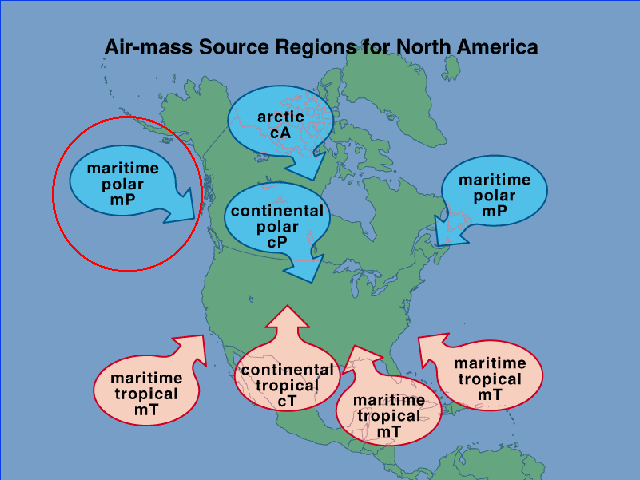 Air-mass Source Regions for North America
arctic
cA
maritime
polar
mP
continental
polar
cP
maritime
polar
mP
maritime
tropical
mT
continental
tropical
cT
maritime
tropical
mT
maritime
tropical
mT